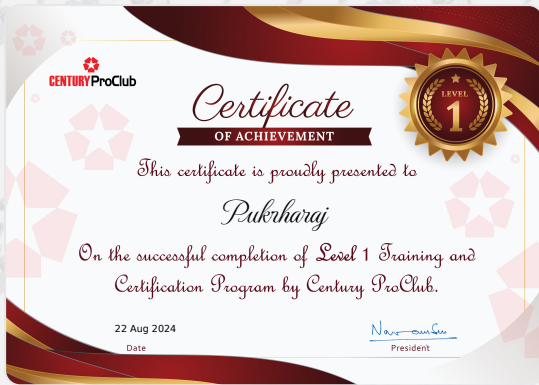 CENTURY ProClub
Certificate
OF ACHIEVEMENT
LEVEL
1
This certificate is proudly presented to
Pukrharaj
On the successful completion of Level 1 Training and
Certification Program by Century ProClub.
22 Aug 2024
Date
President